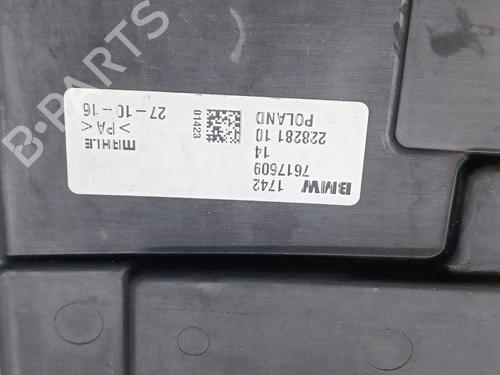 BMW 1742
7617609
14
228281 10
POLAND
01423
MAHLE
>PA<
27-10-16
B-PARTS